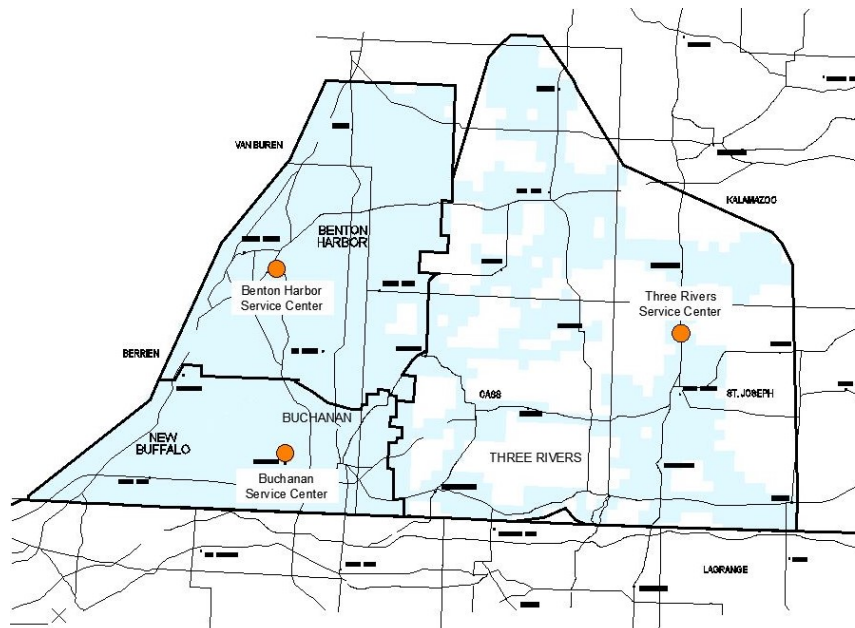 VAN BUREN
KALAMAZOO
BENTON
HARBOR
Benton Harbor
Service Center
Three Rivers
Service Center
BERRIEN
CASS
ST. JOSEPH
BUCHANAN
NEW
BUFFALO
THREE RIVERS
Buchanan
Service Center
LAGRANGE